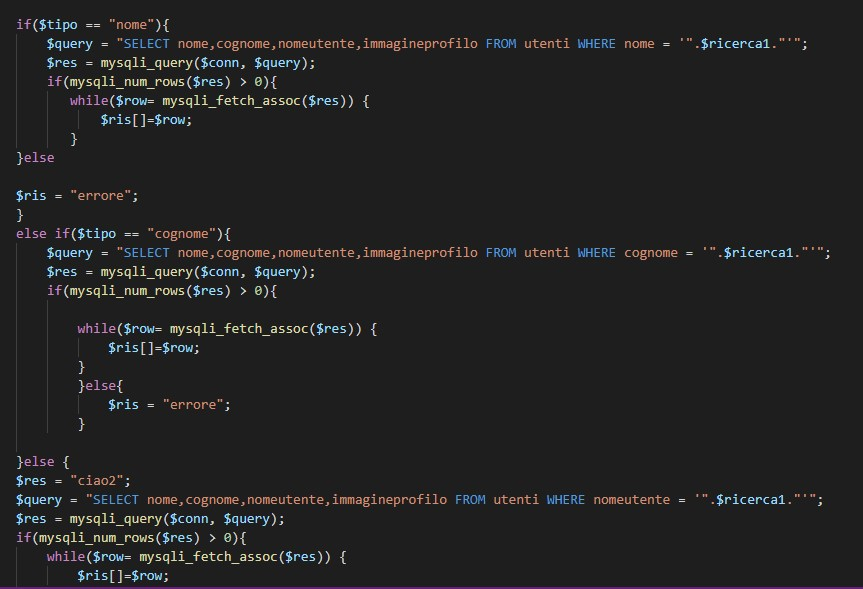 if($tipo == "nome"){
$query = "SELECT nome,cognome,nomeutente,immagineprofilo FROM utenti WHERE nome = '".$ricerca1."'";
$res = mysqli_query($conn, $query);
if(mysqli_num_rows($res) > 0){
while($row= mysqli_fetch_assoc($res)) {
$ris[]=$row;
}
}else
$ris = "errore";
}
else if($tipo == "cognome"){
$query = "SELECT nome,cognome,nomeutente,immagineprofilo FROM utenti WHERE cognome = '".$ricerca1."'";
$res = mysqli_query($conn, $query);
if(mysqli_num_rows($res) > 0){
while($row= mysqli_fetch_assoc($res)) {
$ris[]=$row;
}
}else{
$ris = "errore";
}
}else {
$res = "ciao2";
$query = "SELECT nome,cognome,nomeutente,immagineprofilo FROM utenti WHERE nomeutente = '".$ricerca1."'";
$res = mysqli_query($conn, $query);
if(mysqli_num_rows($res) > 0){
while($row= mysqli_fetch_assoc($res)) {
$ris[]=$row;